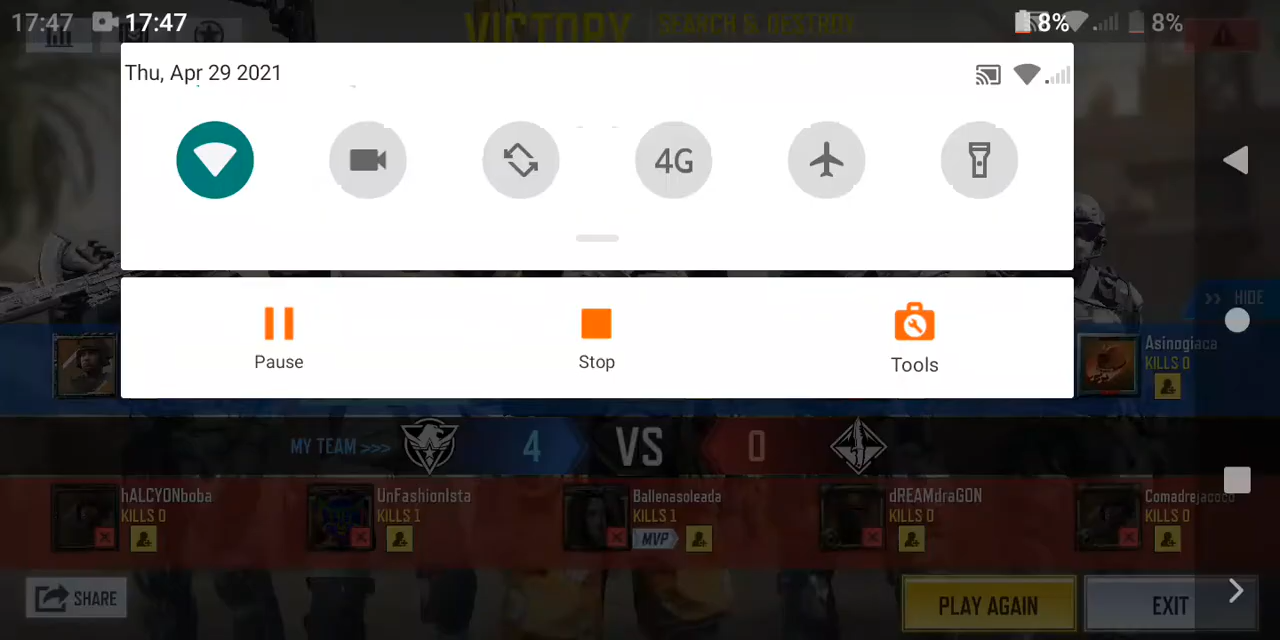 17:47 17:47 8% 8%
VICTORY SEARCH & DESTROY
Thu, Apr 29 2021
4G
Pause Stop Tools
>> HIDE
Asinogiaca
KILLS 0
MY TEAM >>> 4 VS 0
hALCYONboba UnFashionIsta Ballenasoleada dREAMdraGON Comadrejacoco
KILLS 0 KILLS 1 KILLS 1 KILLS 0 KILLS 0
MVP
SHARE PLAY AGAIN EXIT